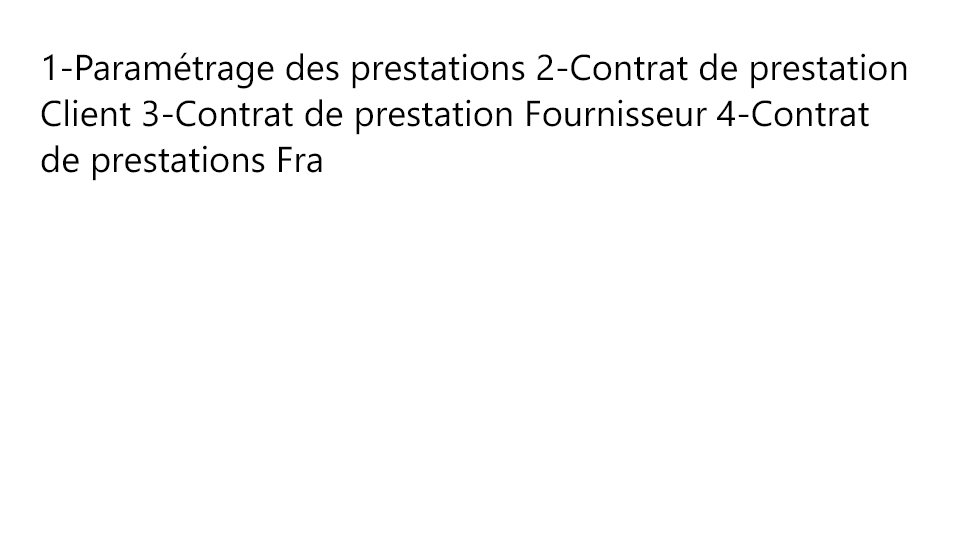 1-Paramétrage des prestations 2-Contrat de prestation
Client 3-Contrat de prestation Fournisseur 4-Contrat
de prestations Fra